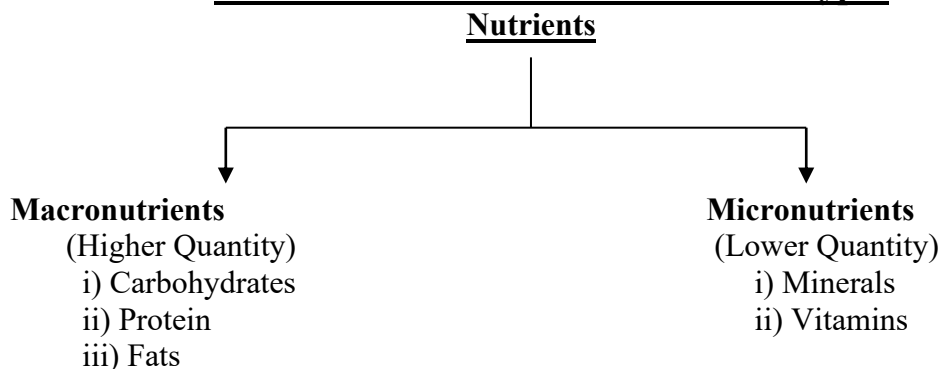 Nutrients
Macronutrients
(Higher Quantity)
i) Carbohydrates
ii) Protein
iii) Fats
Micronutrients
(Lower Quantity)
i) Minerals
ii) Vitamins